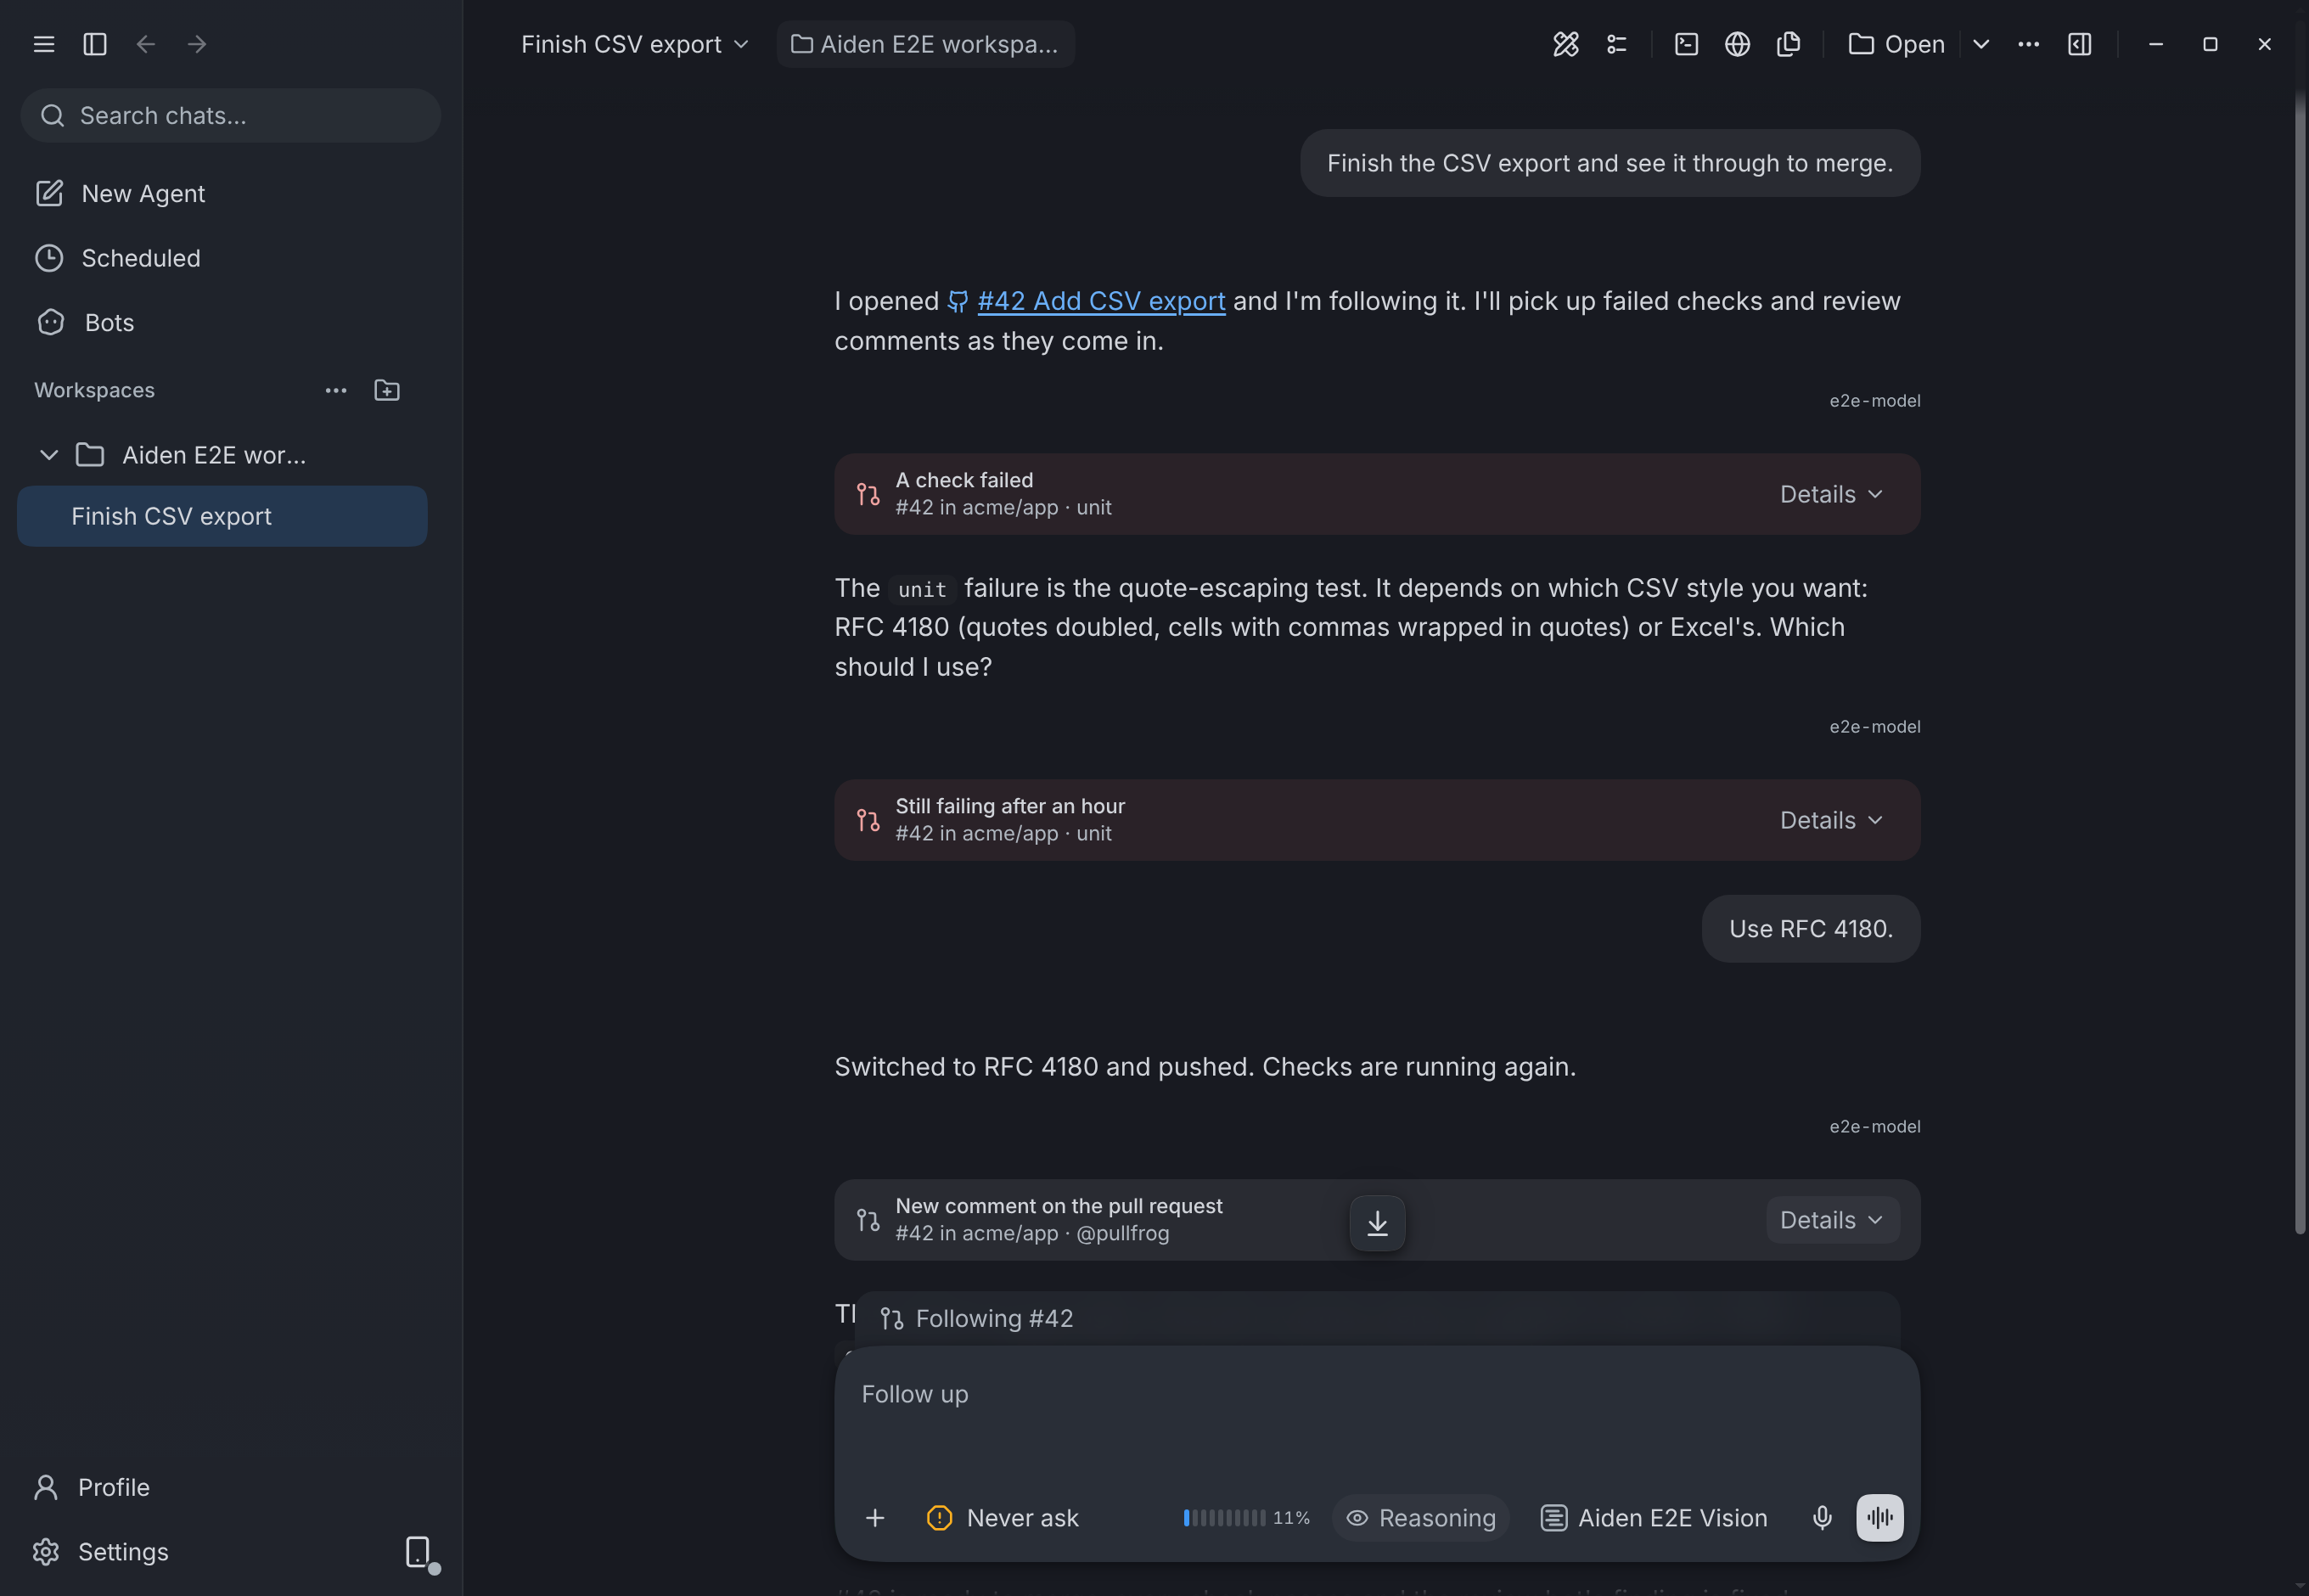 Finish CSV export
Aiden E2E workspa...
Open
Search chats...
New Agent
Scheduled
Bots
Workspaces
Aiden E2E wor...
Finish CSV export
Profile
Settings
Finish the CSV export and see it through to merge.
I opened #42 Add CSV export and I'm following it. I'll pick up failed checks and review
comments as they come in.
e2e-model
A check failed
#42 in acme/app · unit
Details
The unit failure is the quote-escaping test. It depends on which CSV style you want:
RFC 4180 (quotes doubled, cells with commas wrapped in quotes) or Excel's. Which
should I use?
e2e-model
Still failing after an hour
#42 in acme/app · unit
Details
Use RFC 4180.
Switched to RFC 4180 and pushed. Checks are running again.
e2e-model
New comment on the pull request
#42 in acme/app · @pullfrog
Details
Following #42
Follow up
Never ask
11%
Reasoning
Aiden E2E Vision